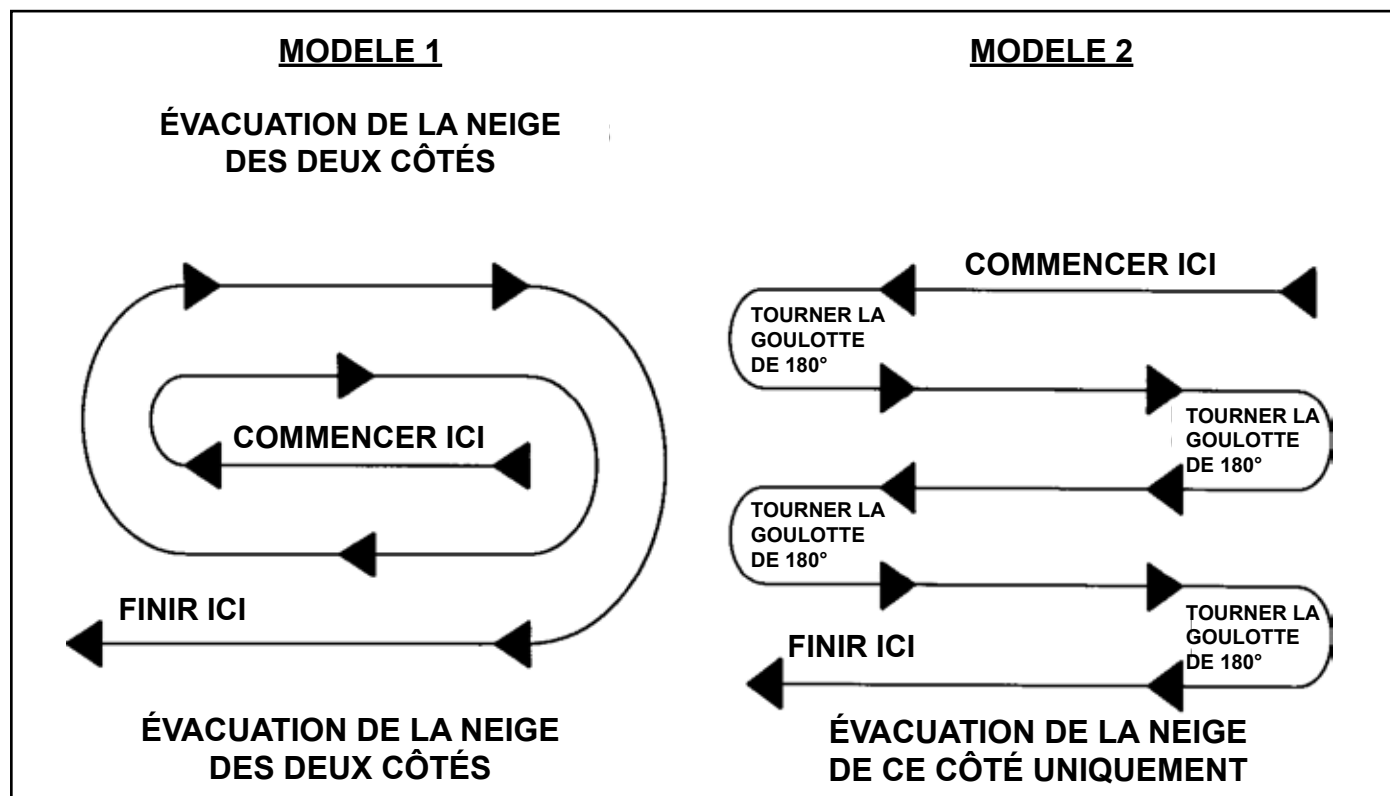 MODELE 1
ÉVACUATION DE LA NEIGE
DES DEUX CÔTÉS
COMMENCER ICI
FINIR ICI
ÉVACUATION DE LA NEIGE
DES DEUX CÔTÉS
MODELE 2
COMMENCER ICI
TOURNER LA
GOULOTTE
DE 180°
TOURNER LA
GOULOTTE
DE 180°
TOURNER LA
GOULOTTE
DE 180°
TOURNER LA
GOULOTTE
DE 180°
FINIR ICI
ÉVACUATION DE LA NEIGE
DE CE CÔTÉ UNIQUEMENT